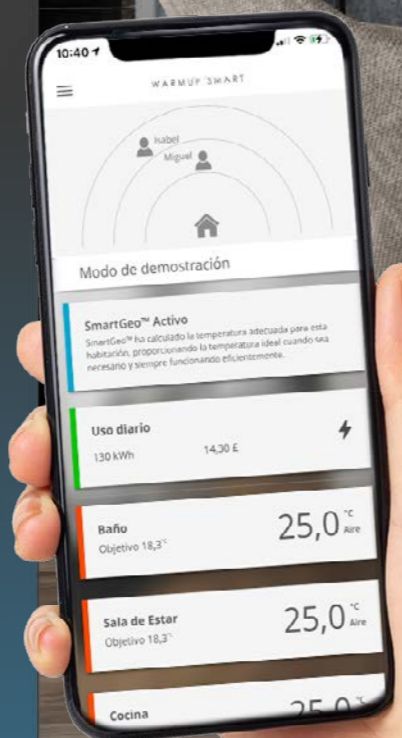 10:40
WARMUP SMART
Isabel
Miguel
Modo de demostración
SmartGeo™ Activo
SmartGeo™ ha calculado la temperatura adecuada para esta
habitación, proporcionando la temperatura ideal cuando sea
necesario y siempre funcionando eficientemente.
Uso diario
130 kWh 14,30 £
Baño
Objetivo 18,3°
25,0 °C Aire
Sala de Estar
Objetivo 18,3°
25,0 °C Aire
Cocina
25,0 °C